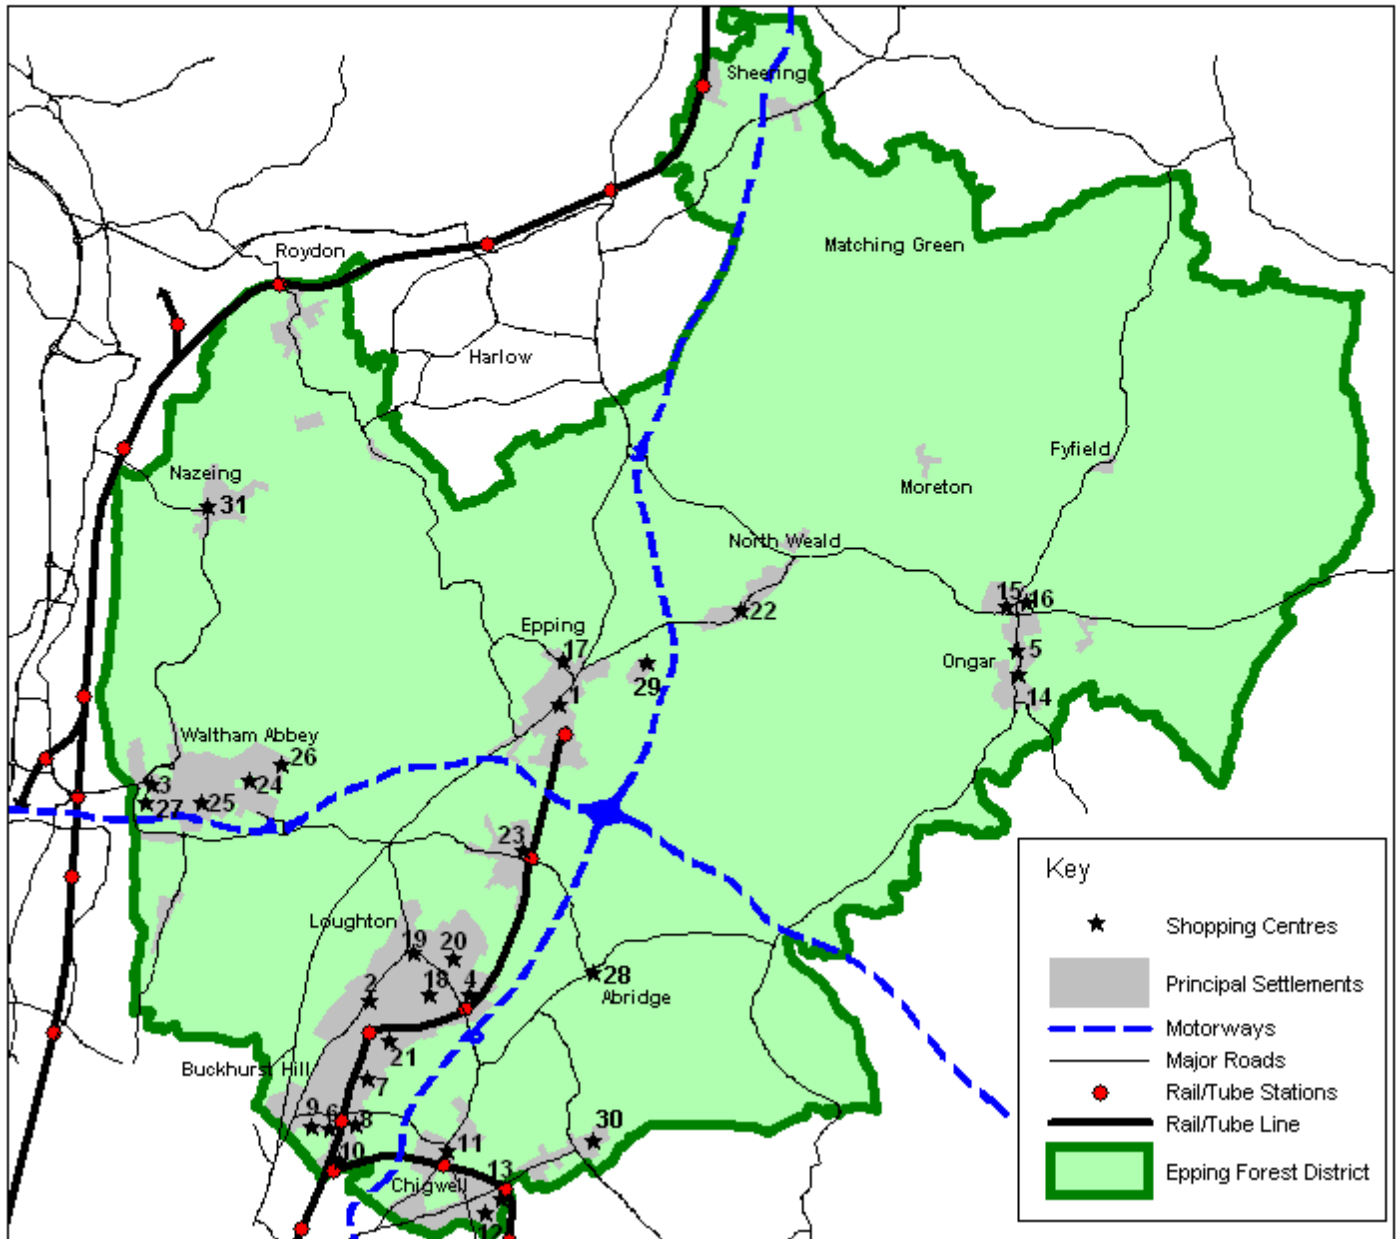 Sheering
Roydon
Matching Green
Harlow
Nazeing
31
Fyfield
Moreton
North Weald
22
15
16
Epping
17
29
5
Ongar
14
1
Waltham Abbey
26
24
3
27
25
23
Loughton
19
20
2
18
4
28
Abridge
21
Buckhurst Hill
7
9
6
8
30
10
11
13
Chigwell
12
Key
Shopping Centres
Principal Settlements
Motorways
Major Roads
Rail/Tube Stations
Rail/Tube Line
Epping Forest District